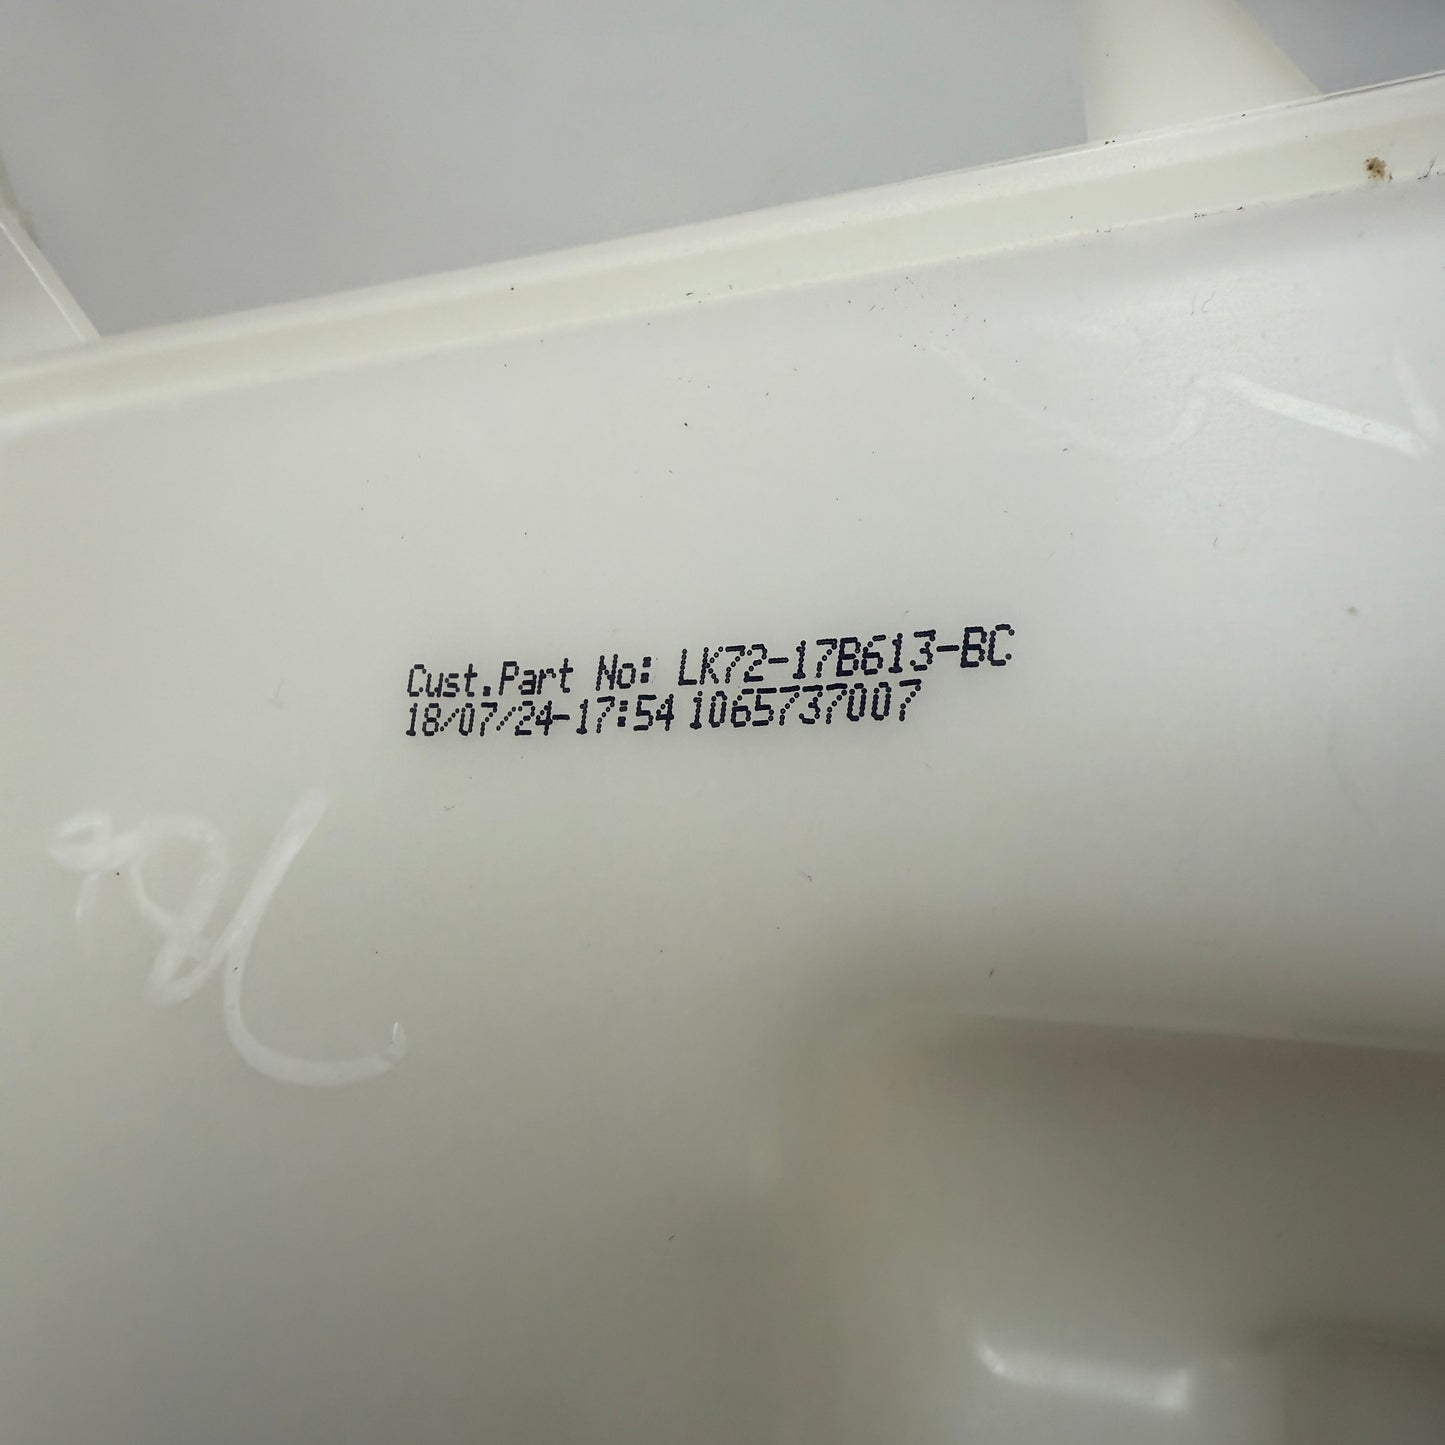 Cust.Part No: LK72-17B613-BC
18/07/24-17:54 1065737007